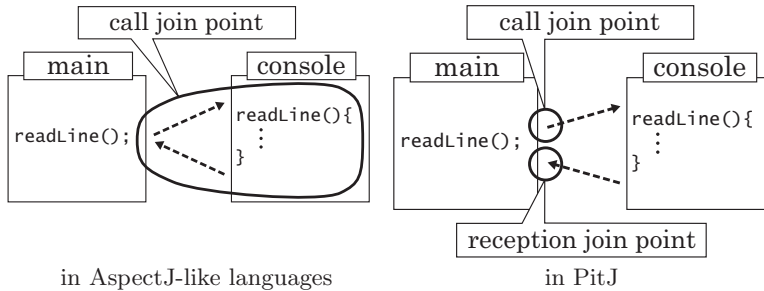 call join point
main
console
readLine();
readLine(){
⋮
}
in AspectJ-like languages
call join point
main
console
readLine();
readLine(){
⋮
}
reception join point
in PitJ